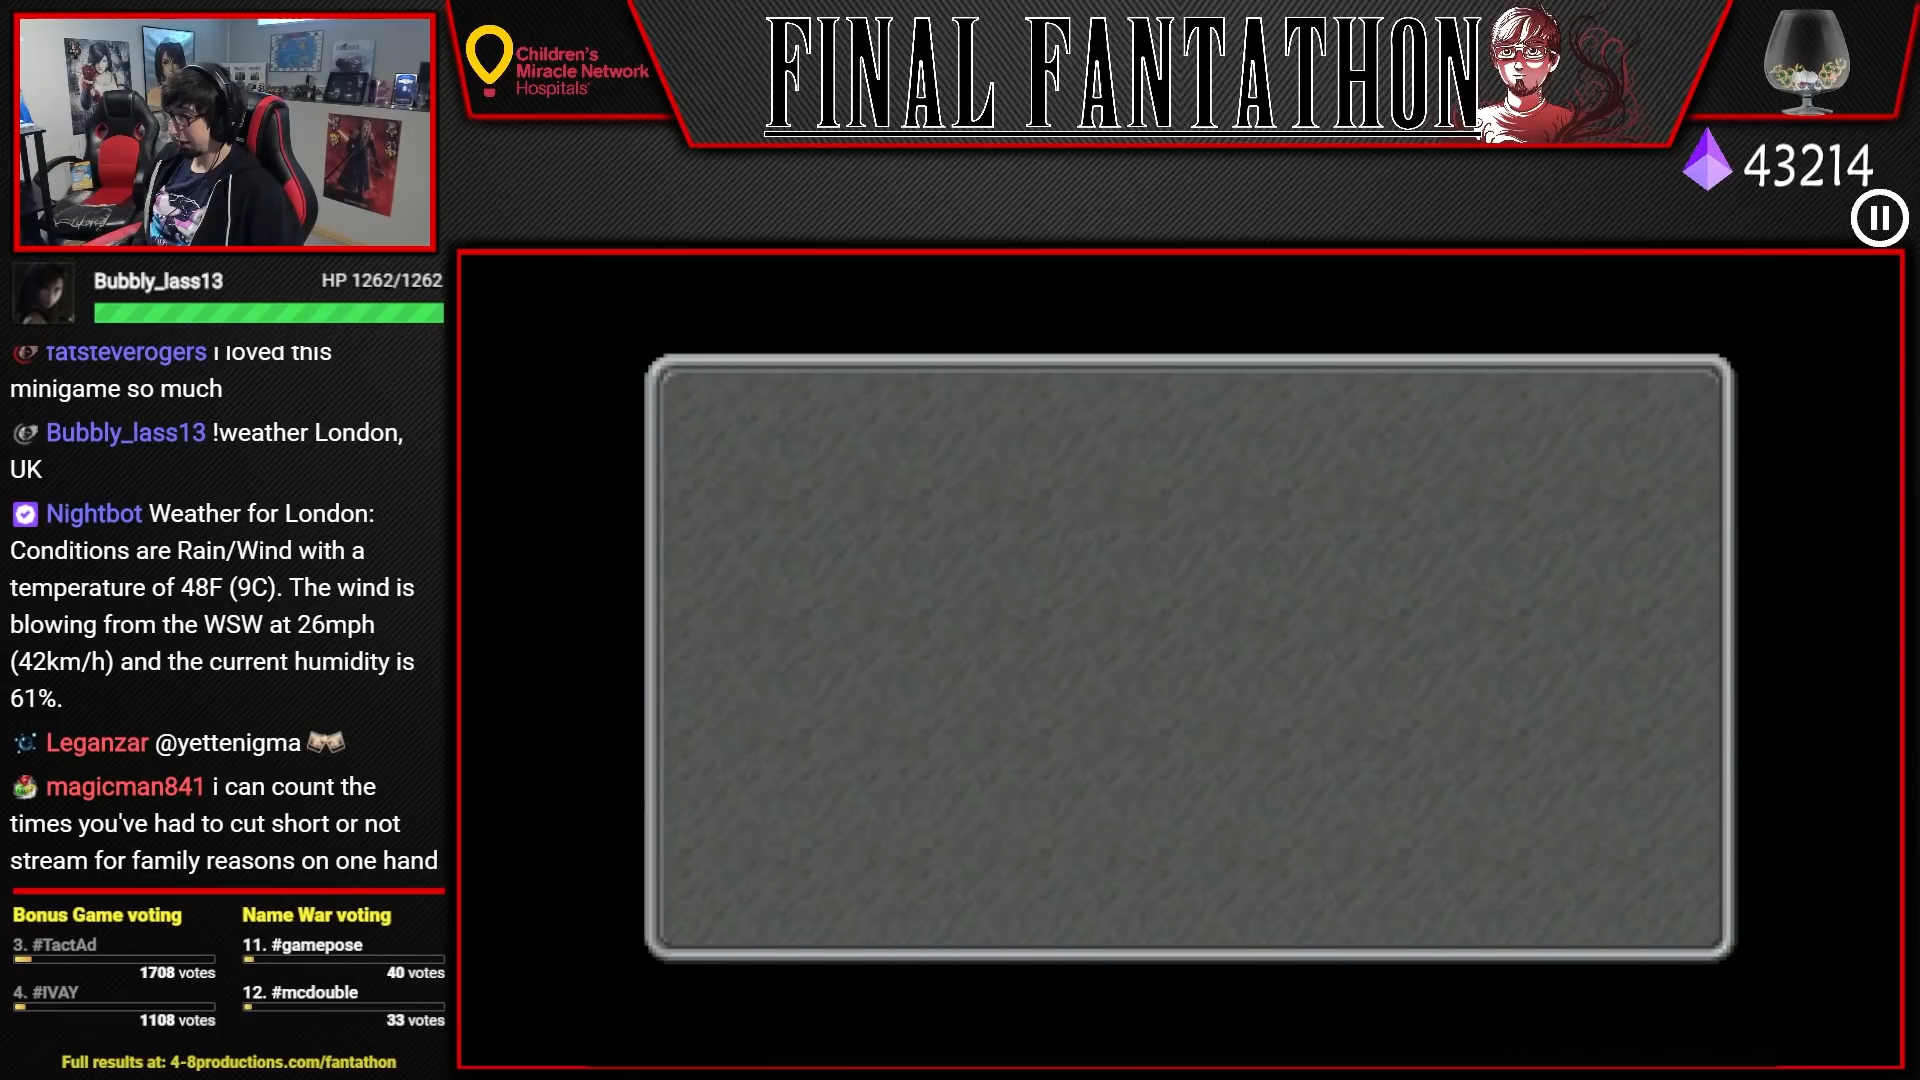 Children's
Miracle Network
Hospitals
FINAL FANTATHON
43214
Bubbly_lass13 HP 1262/1262
fatsteverogers i loved this
minigame so much
Bubbly_lass13 !weather London,
UK
Nightbot Weather for London:
Conditions are Rain/Wind with a
temperature of 48F (9C). The wind is
blowing from the WSW at 26mph
(42km/h) and the current humidity is
61%.
Leganzar @yettenigma
magicman841 i can count the
times you've had to cut short or not
stream for family reasons on one hand
Bonus Game voting
3. #TactAd
1708 votes
4. #IVAY
1108 votes
Name War voting
11. #gamepose
40 votes
12. #mcdouble
33 votes
Full results at: 4-8productions.com/fantathon